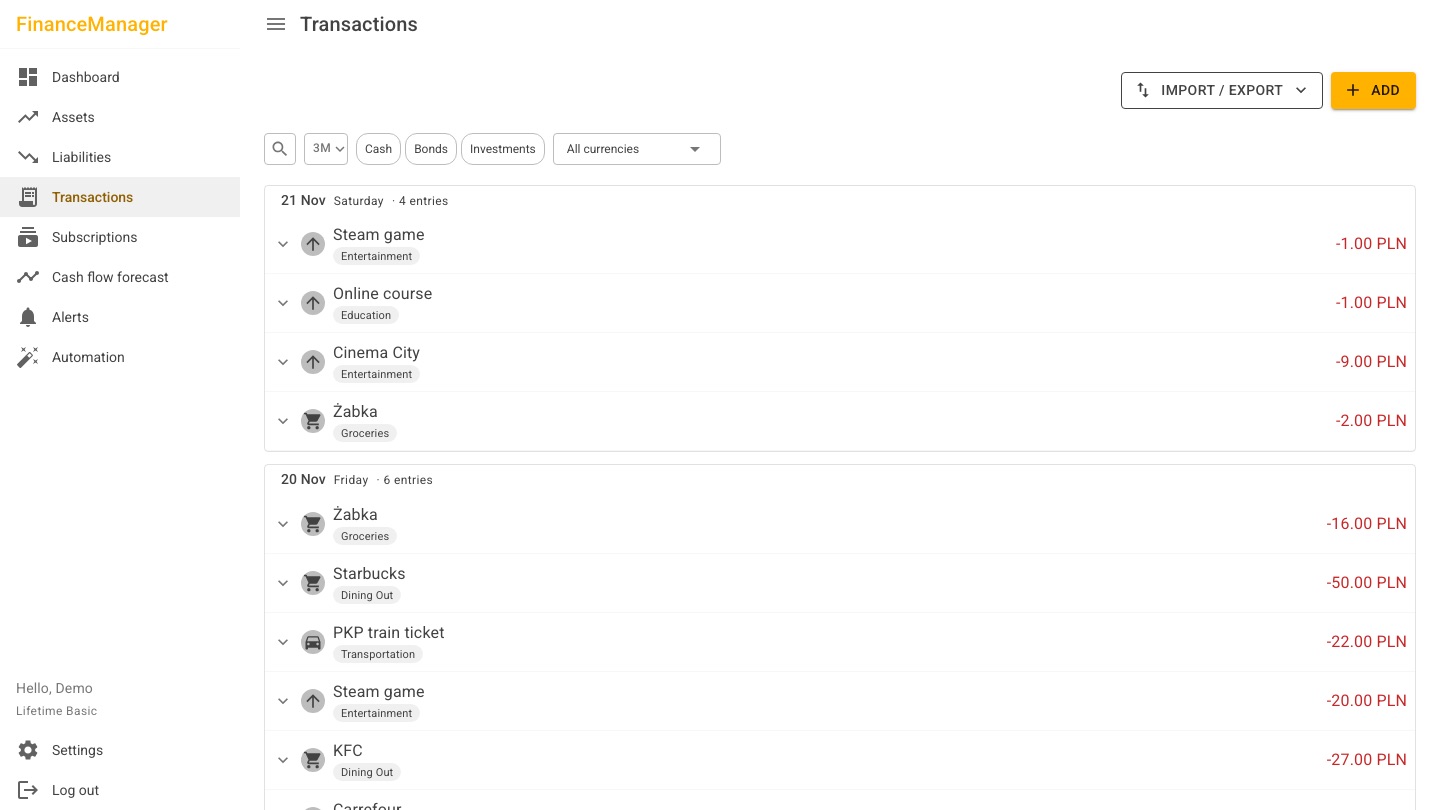 FinanceManager
Transactions
Dashboard
Assets
Liabilities
Transactions
Subscriptions
Cash flow forecast
Alerts
Automation
Hello, Demo
Lifetime Basic
Settings
Log out
IMPORT / EXPORT
ADD
3M
Cash
Bonds
Investments
All currencies
21 Nov Saturday · 4 entries
Steam game
Entertainment
-1.00 PLN
Online course
Education
-1.00 PLN
Cinema City
Entertainment
-9.00 PLN
Żabka
Groceries
-2.00 PLN
20 Nov Friday · 6 entries
Żabka
Groceries
-16.00 PLN
Starbucks
Dining Out
-50.00 PLN
PKP train ticket
Transportation
-22.00 PLN
Steam game
Entertainment
-20.00 PLN
KFC
Dining Out
-27.00 PLN
Carrefour